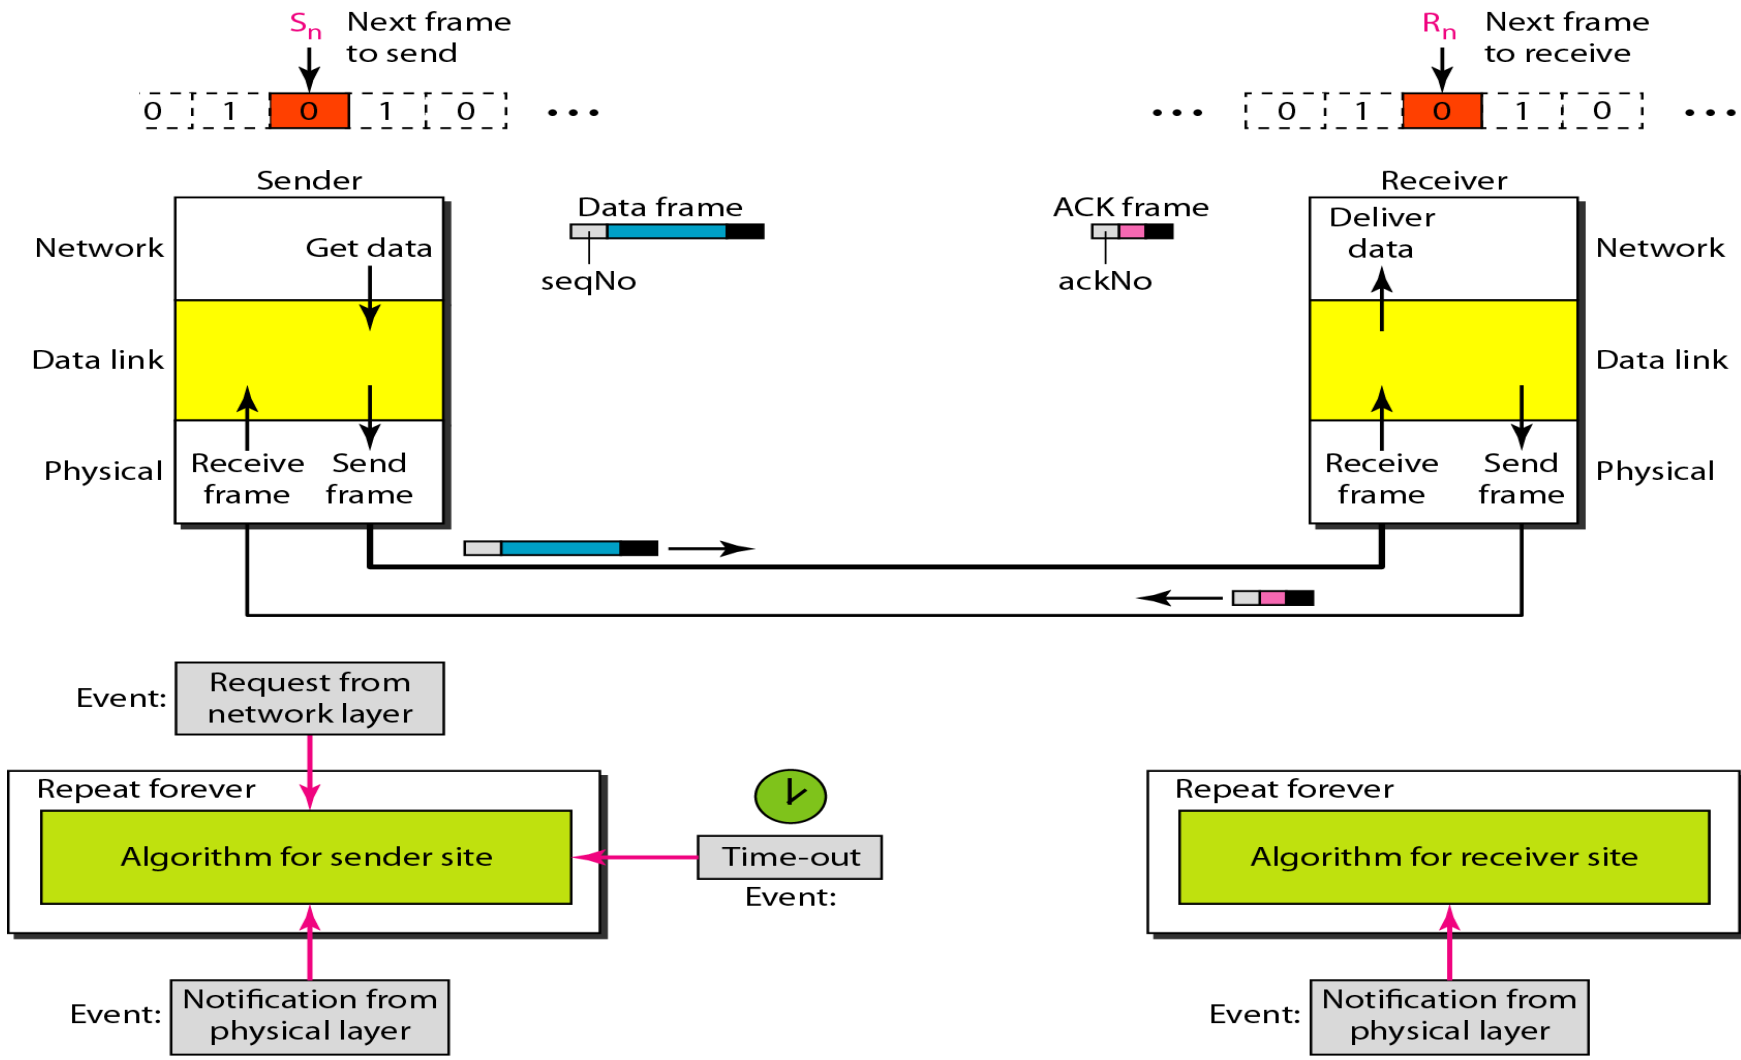 Sn Next frame
to send
Rn Next frame
to receive
0 1 0 1 0 •••
••• 0 1 0 1 0 •••
Sender
Receiver
Data frame
seqNo
ACK frame
ackNo
Network
Get data
Deliver
data
Network
Data link
Data link
Physical
Receive
frame
Send
frame
Receive
frame
Send
frame
Physical
Event:
Request from
network layer
Repeat forever
Algorithm for sender site
Time-out
Event:
Event:
Notification from
physical layer
Repeat forever
Algorithm for receiver site
Event:
Notification from
physical layer